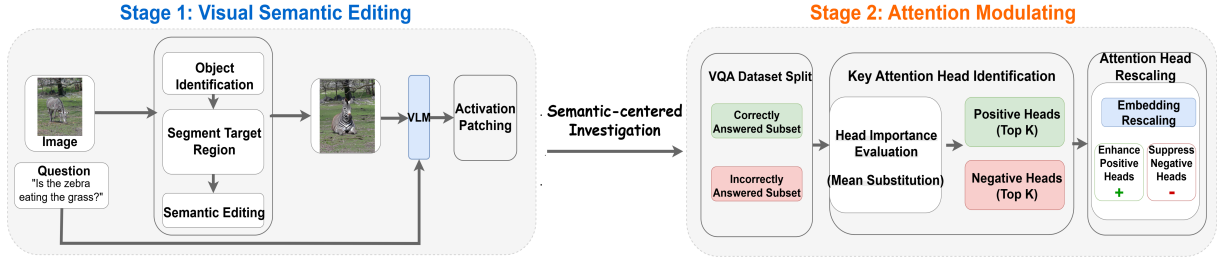 Stage 1: Visual Semantic Editing
Image
Question
"Is the zebra
eating the grass?"
Object
Identification
Segment Target
Region
Semantic Editing
VLM
Activation
Patching
Semantic-centered
Investigation
Stage 2: Attention Modulating
VQA Dataset Split
Correctly
Answered Subset
Incorrectly
Answered Subset
Key Attention Head Identification
Head Importance
Evaluation
(Mean Substitution)
Positive Heads
(Top K)
Negative Heads
(Top K)
Attention Head
Rescaling
Embedding
Rescaling
Enhance
Positive
Heads
+
Suppress
Negative
Heads
-